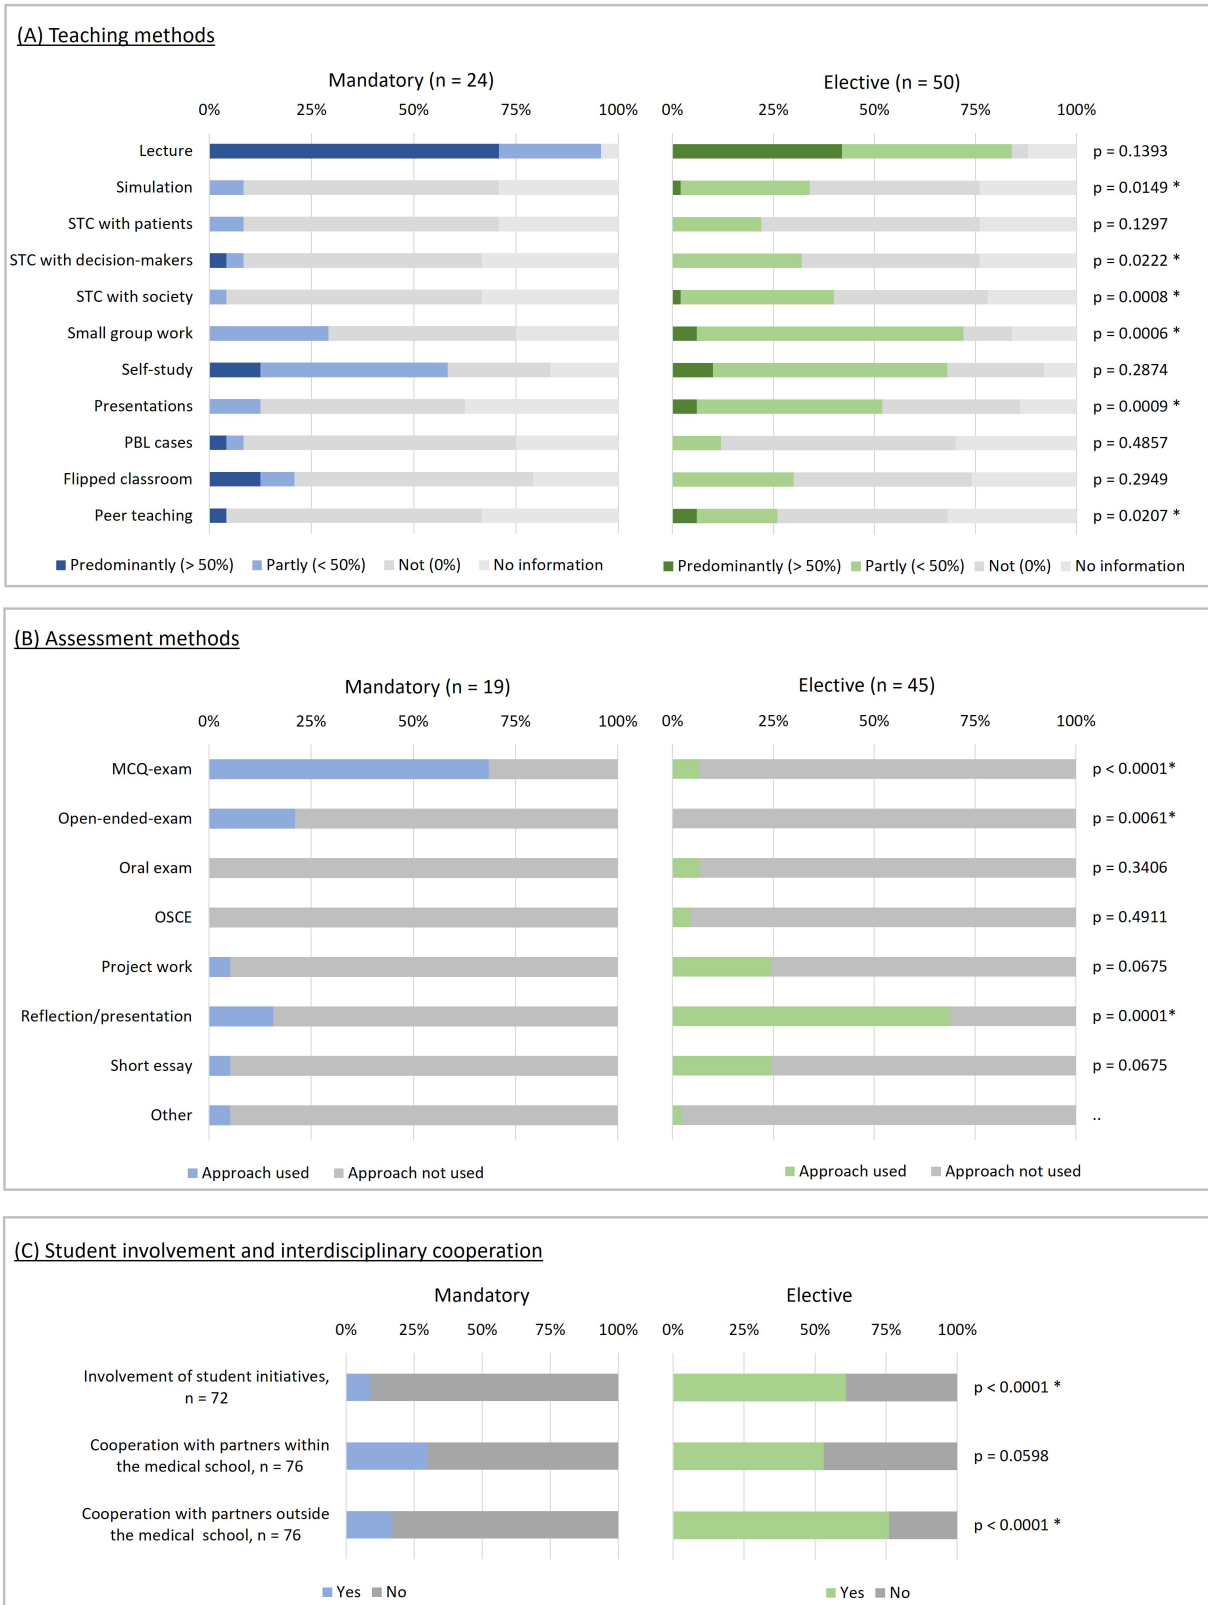 (A) Teaching methods
Mandatory (n = 24)
Elective (n = 50)
0% 25% 50% 75% 100%
0% 25% 50% 75% 100%
Lecture p = 0.1393
Simulation p = 0.0149 *
STC with patients p = 0.1297
STC with decision-makers p = 0.0222 *
STC with society p = 0.0008 *
Small group work p = 0.0006 *
Self-study p = 0.2874
Presentations p = 0.0009 *
PBL cases p = 0.4857
Flipped classroom p = 0.2949
Peer teaching p = 0.0207 *
Predominantly (> 50%) Partly (< 50%) Not (0%) No information
Predominantly (> 50%) Partly (< 50%) Not (0%) No information
(B) Assessment methods
Mandatory (n = 19)
Elective (n = 45)
0% 25% 50% 75% 100%
0% 25% 50% 75% 100%
MCQ-exam p < 0.0001*
Open-ended-exam p = 0.0061*
Oral exam p = 0.3406
OSCE p = 0.4911
Project work p = 0.0675
Reflection/presentation p = 0.0001*
Short essay p = 0.0675
Other ..
Approach used Approach not used
Approach used Approach not used
(C) Student involvement and interdisciplinary cooperation
Mandatory
Elective
0% 25% 50% 75% 100%
0% 25% 50% 75% 100%
Involvement of student initiatives,
n = 72
p < 0.0001 *
Cooperation with partners within
the medical school, n = 76
p = 0.0598
Cooperation with partners outside
the medical school, n = 76
p < 0.0001 *
Yes No
Yes No